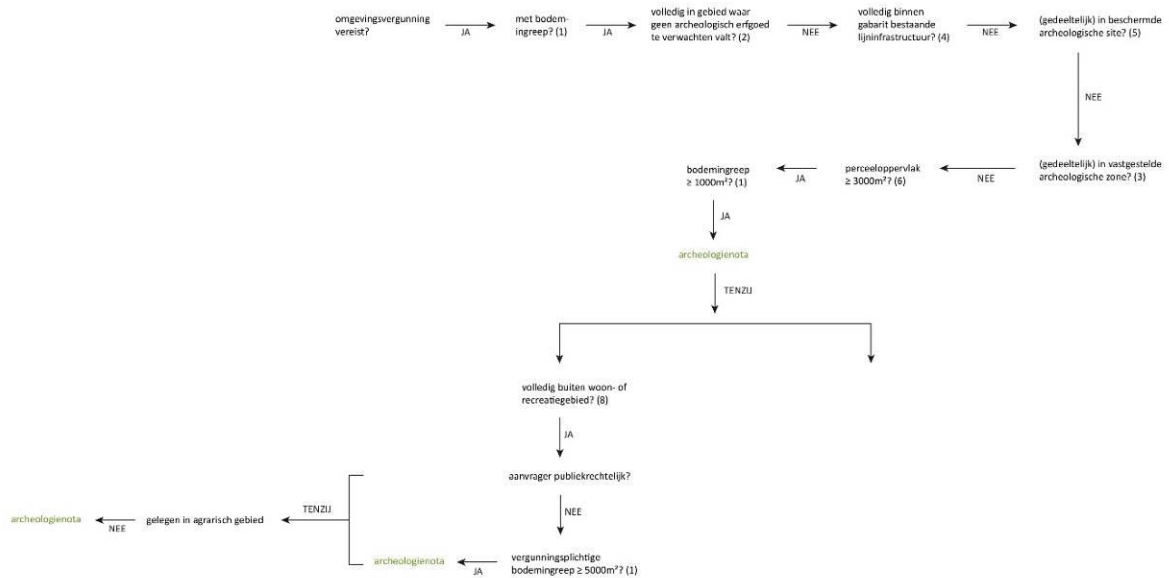 omgevingsvergunning
vereist?
JA
met bodem-
ingreep? (1)
JA
volledig in gebied waar
geen archeologisch erfgoed
te verwachten valt? (2)
NEE
volledig binnen
gabarit bestaande
lijninfrastructuur? (4)
NEE
(gedeeltelijk) in beschermde
archeologische site? (5)
NEE
(gedeeltelijk) in vastgestelde
archeologische zone? (3)
NEE
perceeloppervlak
≥ 3000m²? (6)
JA
bodemingreep
≥ 1000m²? (1)
JA
archeologienota
TENZIJ
volledig buiten woon- of
recreatiegebied? (8)
JA
aanvrager publiekrechtelijk?
NEE
vergunningsplichtige
bodemingreep ≥ 5000m²? (1)
JA
archeologienota
TENZIJ
gelegen in agrarisch gebied
NEE
archeologienota